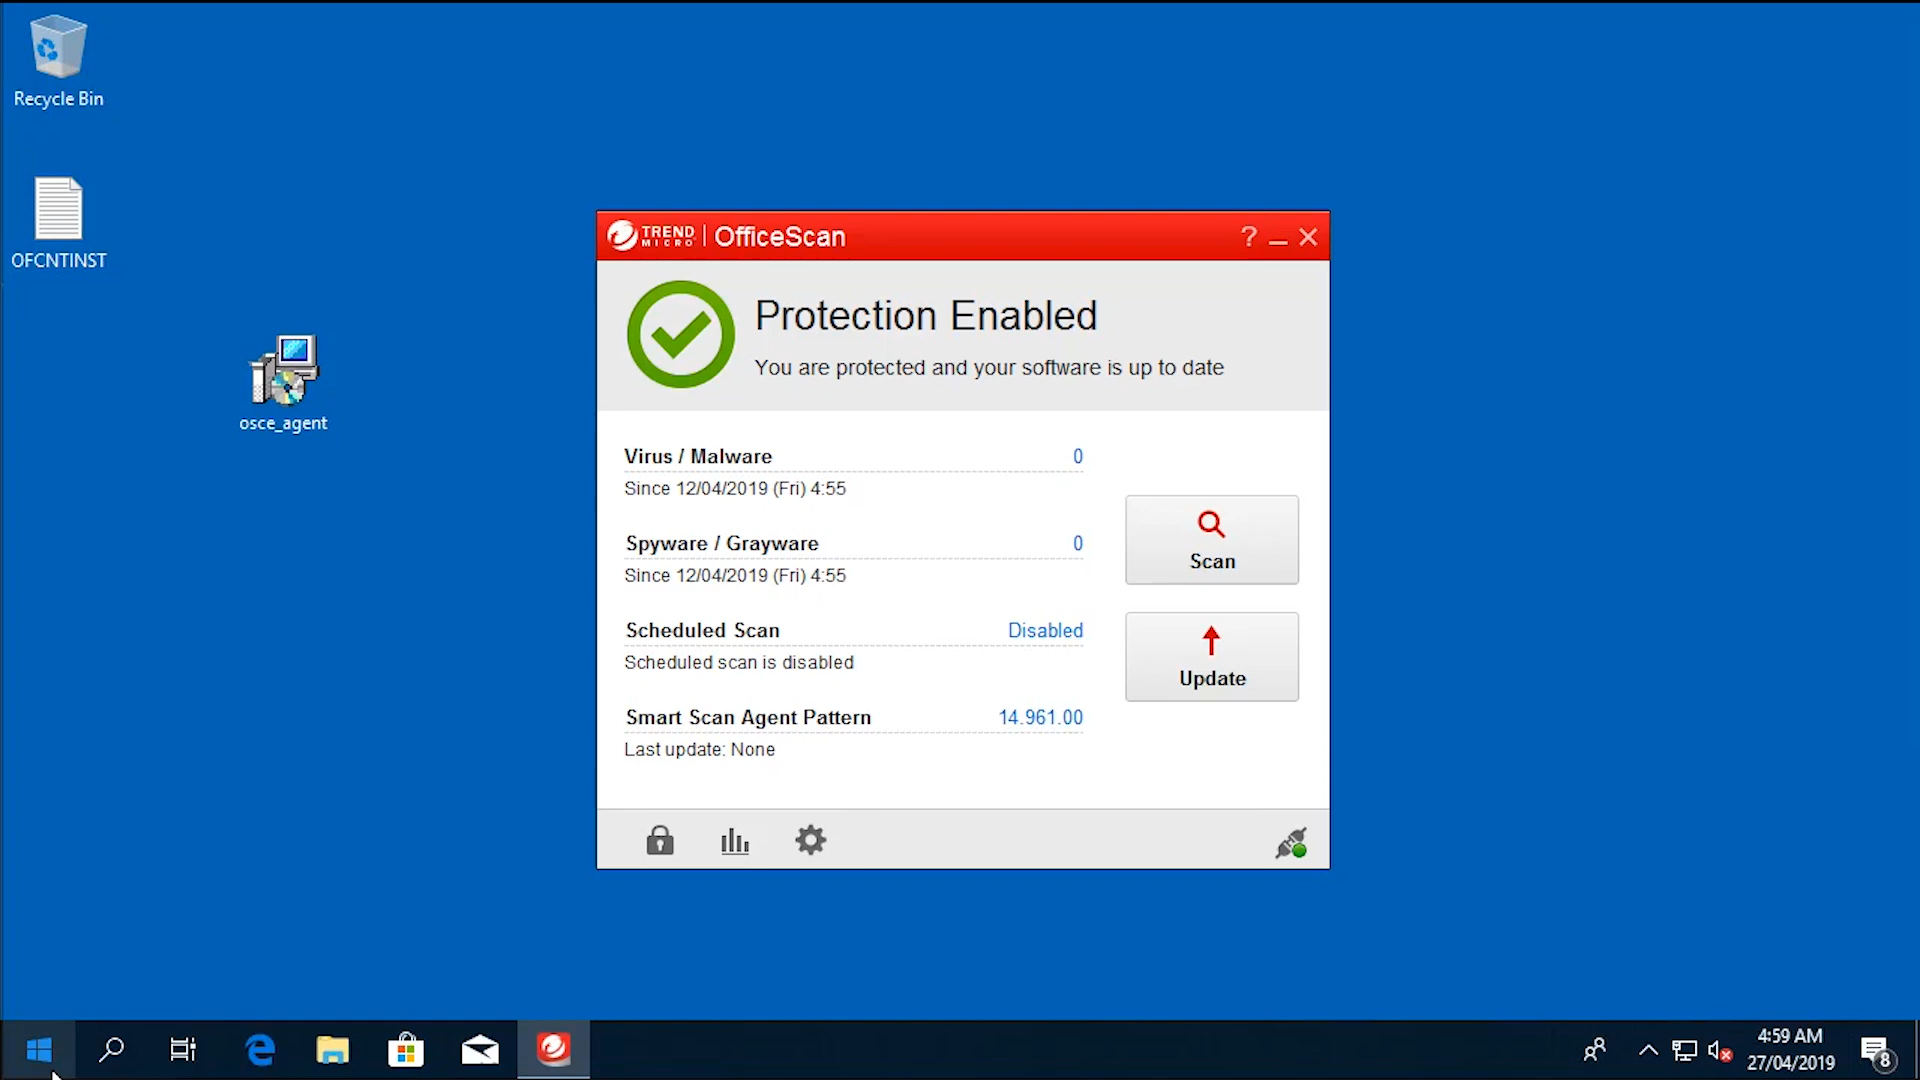 Recycle Bin
OFCNTINST
osce_agent
TREND MICRO | OfficeScan
?
Protection Enabled
You are protected and your software is up to date
Virus / Malware 0
Since 12/04/2019 (Fri) 4:55
Spyware / Grayware 0
Since 12/04/2019 (Fri) 4:55
Scheduled Scan Disabled
Scheduled scan is disabled
Smart Scan Agent Pattern 14.961.00
Last update: None
Scan
Update
4:59 AM
27/04/2019
8